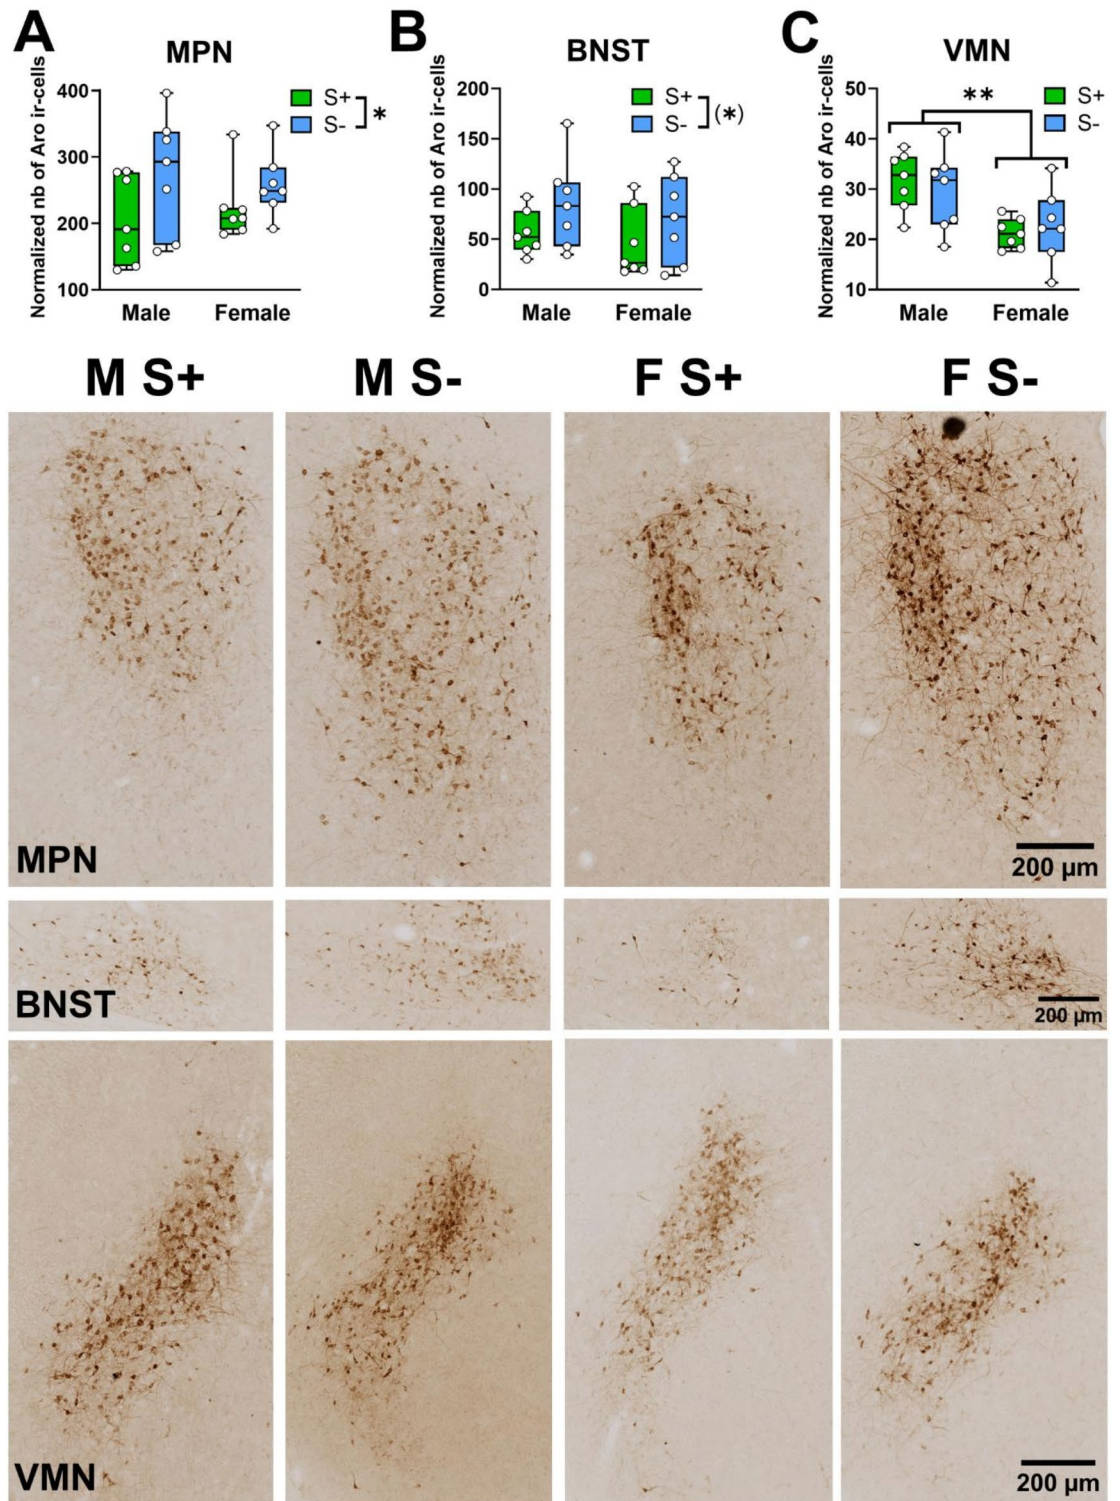 A
MPN
Normalized nb of Aro ir-cells
400
300
200
100
S+
S-
*
Male
Female
B
BNST
Normalized nb of Aro ir-cells
200
150
100
50
0
S+
S-
(*)
Male
Female
C
VMN
Normalized nb of Aro ir-cells
50
40
30
20
10
**
S+
S-
Male
Female
M S+
M S-
F S+
F S-
MPN
200 µm
BNST
200 µm
VMN
200 µm